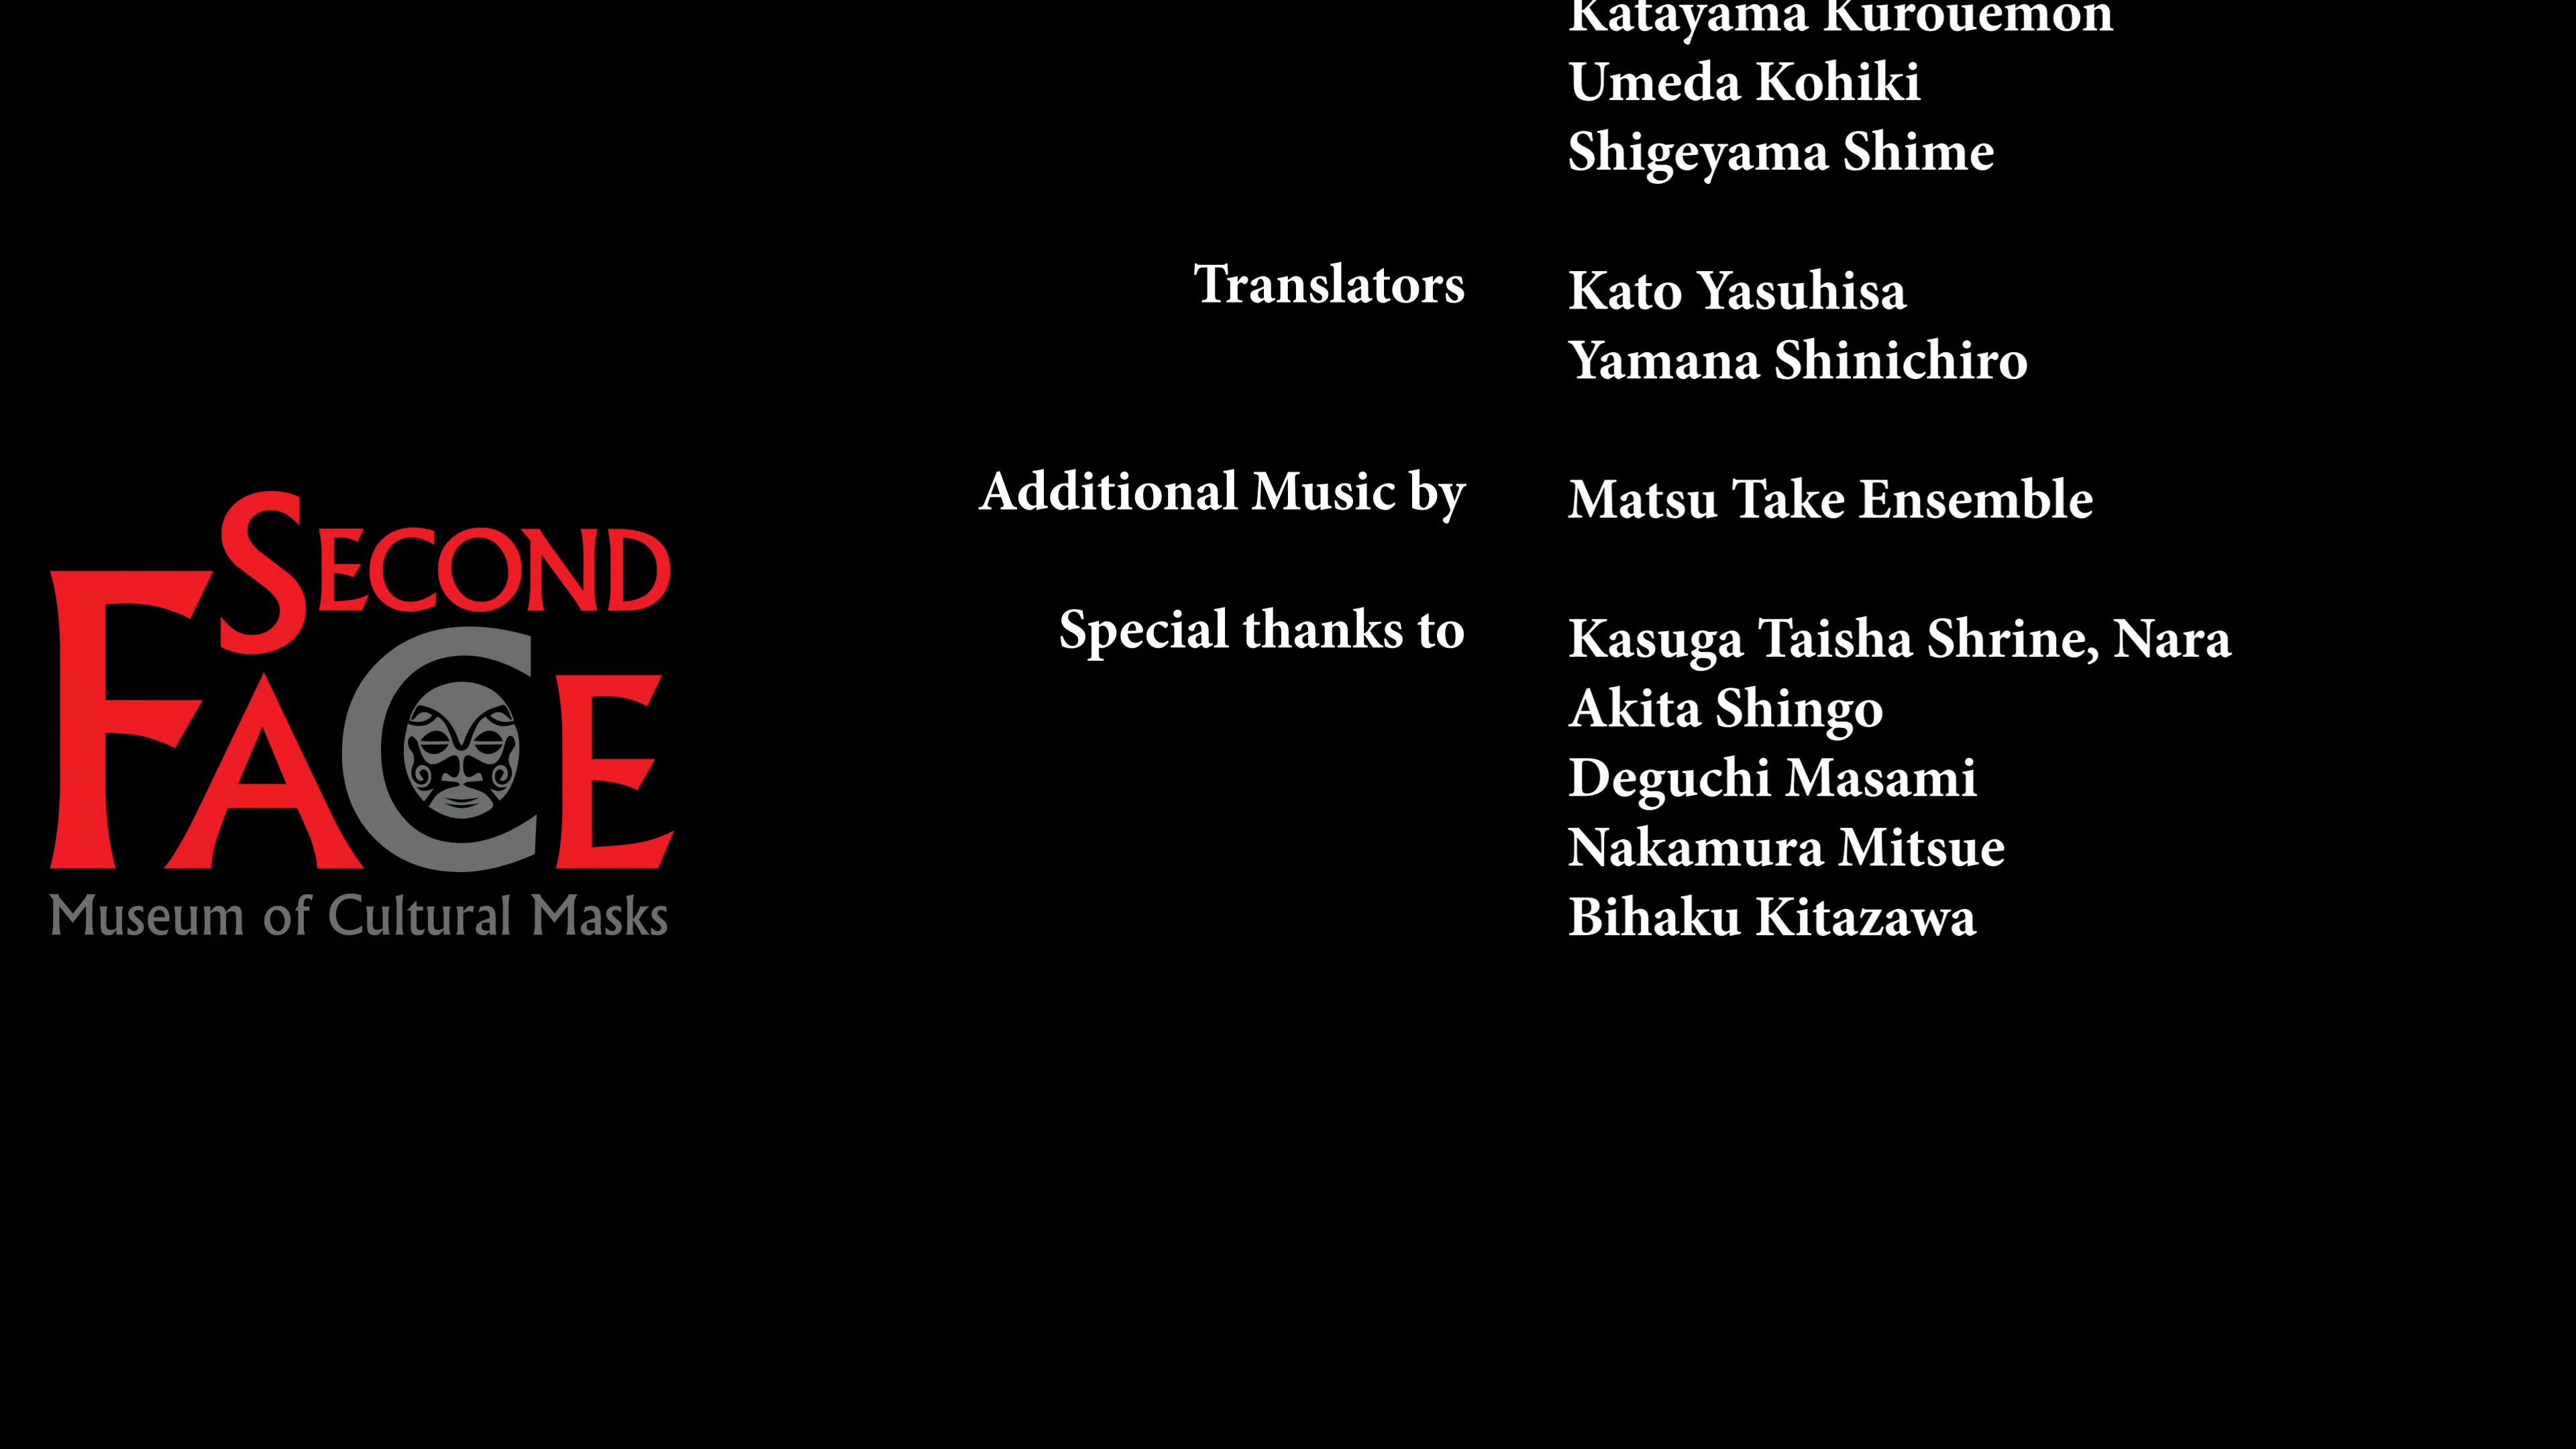 Katayama Kurouemon
Umeda Kohiki
Shigeyama Shime
Translators Kato Yasuhisa
Yamana Shinichiro
Additional Music by Matsu Take Ensemble
Special thanks to Kasuga Taisha Shrine, Nara
Akita Shingo
Deguchi Masami
Nakamura Mitsue
Bihaku Kitazawa
SECOND
FACE
Museum of Cultural Masks